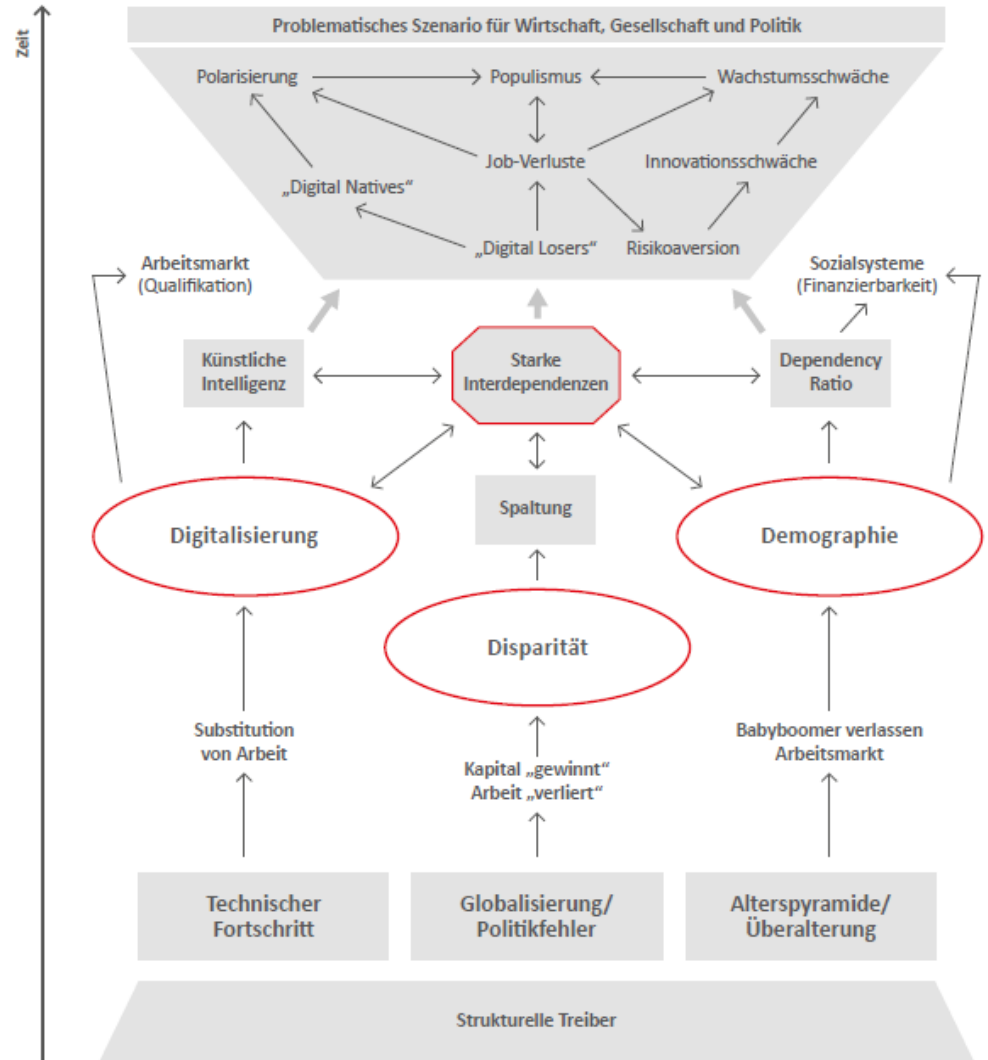 Zeit
Problematisches Szenario für Wirtschaft, Gesellschaft und Politik
Polarisierung
Populismus
Wachstumsschwäche
Job-Verluste
Innovationsschwäche
„Digital Natives“
„Digital Losers“
Risikoaversion
Arbeitsmarkt
(Qualifikation)
Sozialsysteme
(Finanzierbarkeit)
Künstliche
Intelligenz
Starke
Interdependenzen
Dependency
Ratio
Spaltung
Digitalisierung
Demographie
Disparität
Substitution
von Arbeit
Babyboomer verlassen
Arbeitsmarkt
Kapital „gewinnt“
Arbeit „verliert“
Technischer
Fortschritt
Globalisierung/
Politikfehler
Alterspyramide/
Überalterung
Strukturelle Treiber